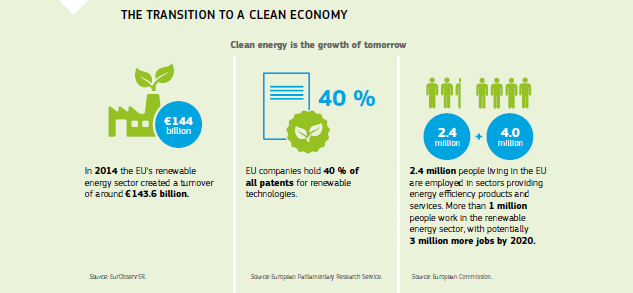 THE TRANSITION TO A CLEAN ECONOMY
Clean energy is the growth of tomorrow
€144
billion
In 2014 the EU's renewable
energy sector created a turnover
of around €143.6 billion.
Source: EurObserv'ER.
40 %
EU companies hold 40 % of
all patents for renewable
technologies.
Source: European Parliamentary Research Service.
2.4
million
+
4.0
million
2.4 million people living in the EU
are employed in sectors providing
energy efficiency products and
services. More than 1 million
people work in the renewable
energy sector, with potentially
3 million more jobs by 2020.
Source: European Commission.